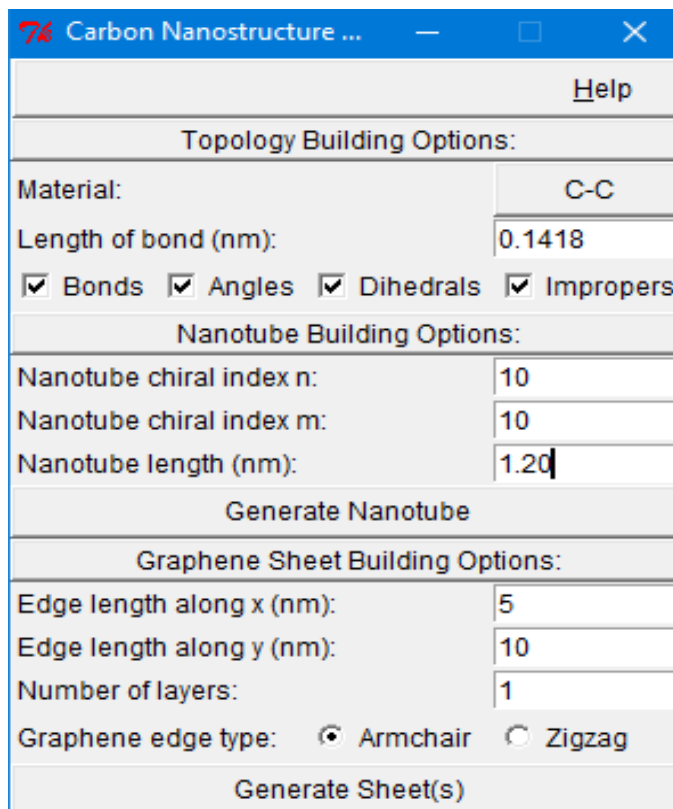 Carbon Nanostructure ...
Help
Topology Building Options:
Material: C-C
Length of bond (nm): 0.1418
Bonds Angles Dihedrals Impropers
Nanotube Building Options:
Nanotube chiral index n: 10
Nanotube chiral index m: 10
Nanotube length (nm): 1.20
Generate Nanotube
Graphene Sheet Building Options:
Edge length along x (nm): 5
Edge length along y (nm): 10
Number of layers: 1
Graphene edge type: Armchair Zigzag
Generate Sheet(s)